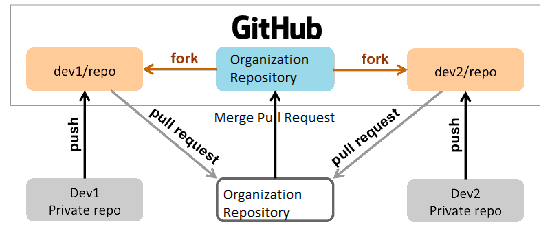 GitHub
fork
fork
dev1/repo
Organization
Repository
dev2/repo
push
pull request
Merge Pull Request
pull request
push
Dev1
Private repo
Organization
Repository
Dev2
Private repo